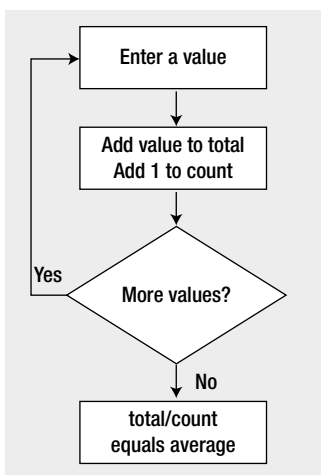 Enter a value
Add value to total
Add 1 to count
Yes
More values?
No
total/count
equals average